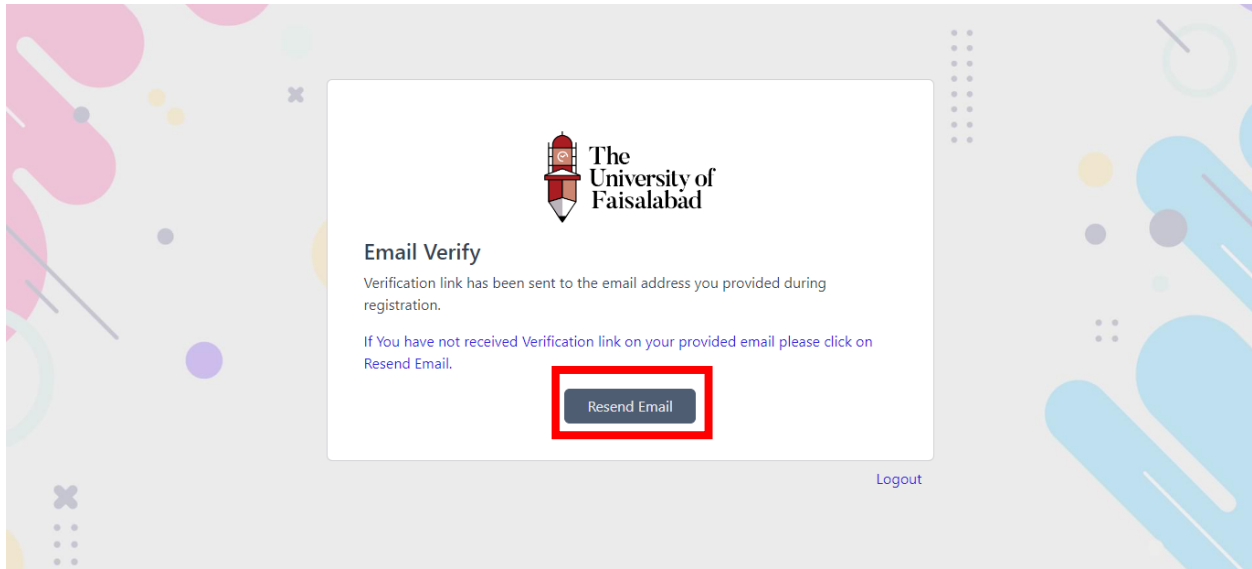 The
University of
Faisalabad
Email Verify
Verification link has been sent to the email address you provided during
registration.
If You have not received Verification link on your provided email please click on
Resend Email.
Resend Email
Logout